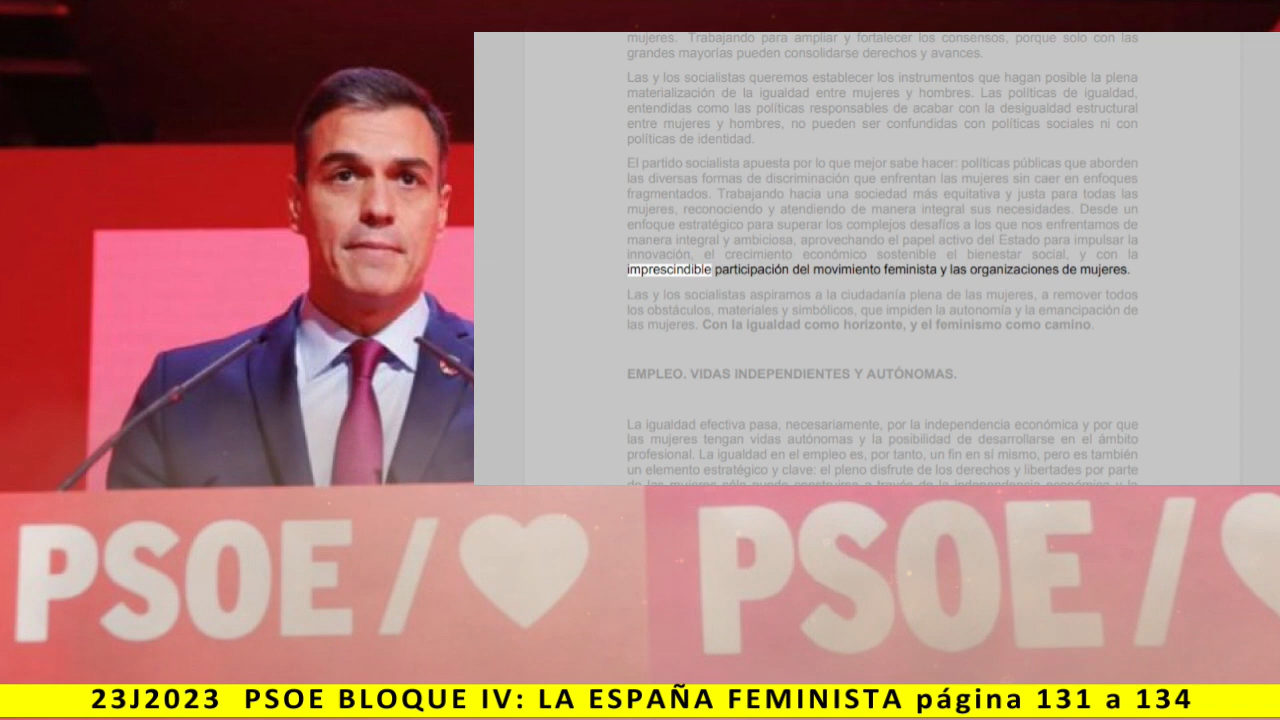 mujeres. Trabajando para ampliar y fortalecer los consensos, porque solo con las
grandes mayorías pueden consolidarse derechos y avances.
Las y los socialistas queremos establecer los instrumentos que hagan posible la plena
materialización de la igualdad entre mujeres y hombres. Las políticas de igualdad,
entendidas como las políticas responsables de acabar con la desigualdad estructural
entre mujeres y hombres, no pueden ser confundidas con políticas sociales ni con
políticas de identidad.
El partido socialista apuesta por lo que mejor sabe hacer: políticas públicas que aborden
las diversas formas de discriminación que enfrentan las mujeres sin caer en enfoques
fragmentados. Trabajando hacia una sociedad más equitativa y justa para todas las
mujeres, reconociendo y atendiendo de manera integral sus necesidades. Desde un
enfoque estratégico para superar los complejos desafíos a los que nos enfrentamos de
manera integral y ambiciosa, aprovechando el papel activo del Estado para impulsar la
innovación, el crecimiento económico sostenible el bienestar social, y con la
imprescindible participación del movimiento feminista y las organizaciones de mujeres.
Las y los socialistas aspiramos a la ciudadanía plena de las mujeres, a remover todos
los obstáculos, materiales y simbólicos, que impiden la autonomía y la emancipación de
las mujeres. Con la igualdad como horizonte, y el feminismo como camino.
EMPLEO. VIDAS INDEPENDIENTES Y AUTÓNOMAS.
La igualdad efectiva pasa, necesariamente, por la independencia económica y por que
las mujeres tengan vidas autónomas y la posibilidad de desarrollarse en el ámbito
profesional. La igualdad en el empleo es, por tanto, un fin en sí mismo, pero es también
un elemento estratégico y clave: el pleno disfrute de los derechos y libertades por parte
de las mujeres sólo puede construirse a través de la independencia económica y la
PSOE/
PSOE/
23J2023 PSOE BLOQUE IV: LA ESPAÑA FEMINISTA página 131 a 134